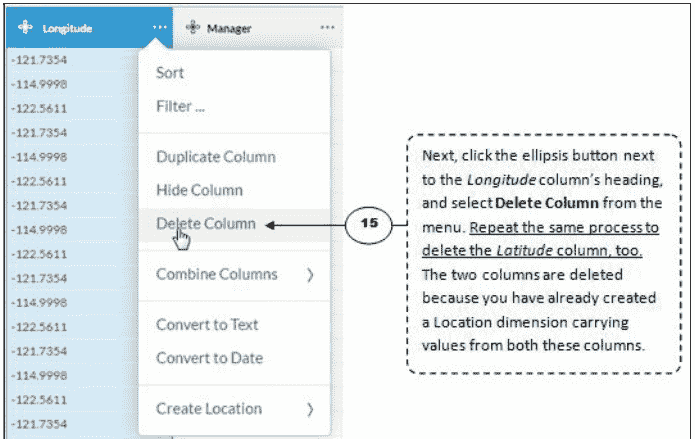 Longitude ... Manager ...
-121.7354
-114.9998
-122.5611
-121.7354
-114.9998
-122.5611
-121.7354
-114.9998
-122.5611
-121.7354
-114.9998
-122.5611
-121.7354
-114.9998
-122.5611
-121.7354
Sort
Filter ...
Duplicate Column
Hide Column
Delete Column
Combine Columns
Convert to Text
Convert to Date
Create Location
15
Next, click the ellipsis button next
to the Longitude column's heading,
and select Delete Column from the
menu. Repeat the same process to
delete the Latitude column, too.
The two columns are deleted
because you have already created
a Location dimension carrying
values from both these columns.